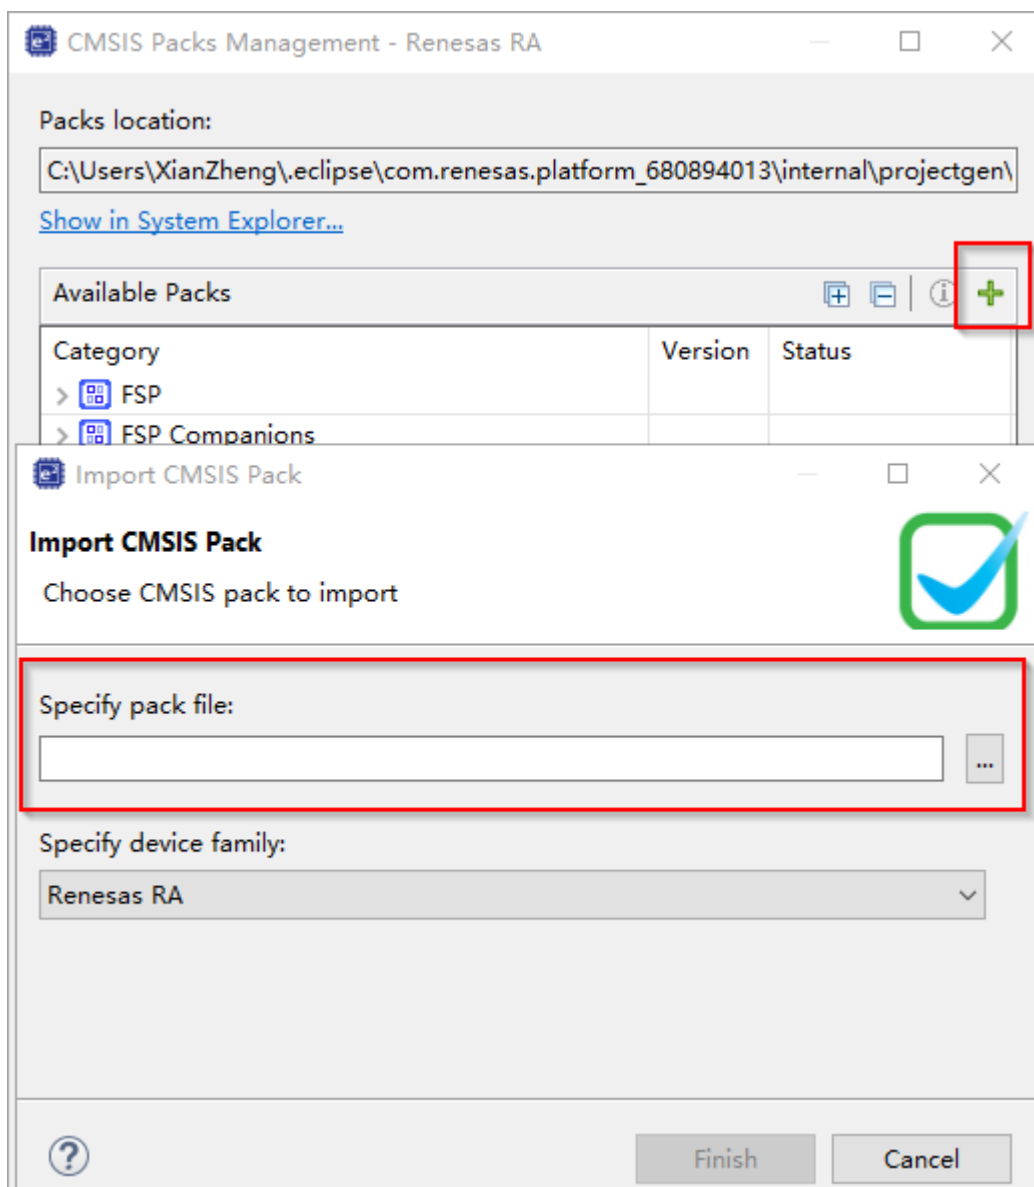 CMSIS Packs Management - Renesas RA
Packs location:
C:\Users\XianZheng\.eclipse\com.renesas.platform_680894013\internal\projectgen\
Show in System Explorer...
Available Packs
Category Version Status
FSP
FSP Companions
Import CMSIS Pack
Import CMSIS Pack
Choose CMSIS pack to import
Specify pack file:
...
Specify device family:
Renesas RA
Finish Cancel